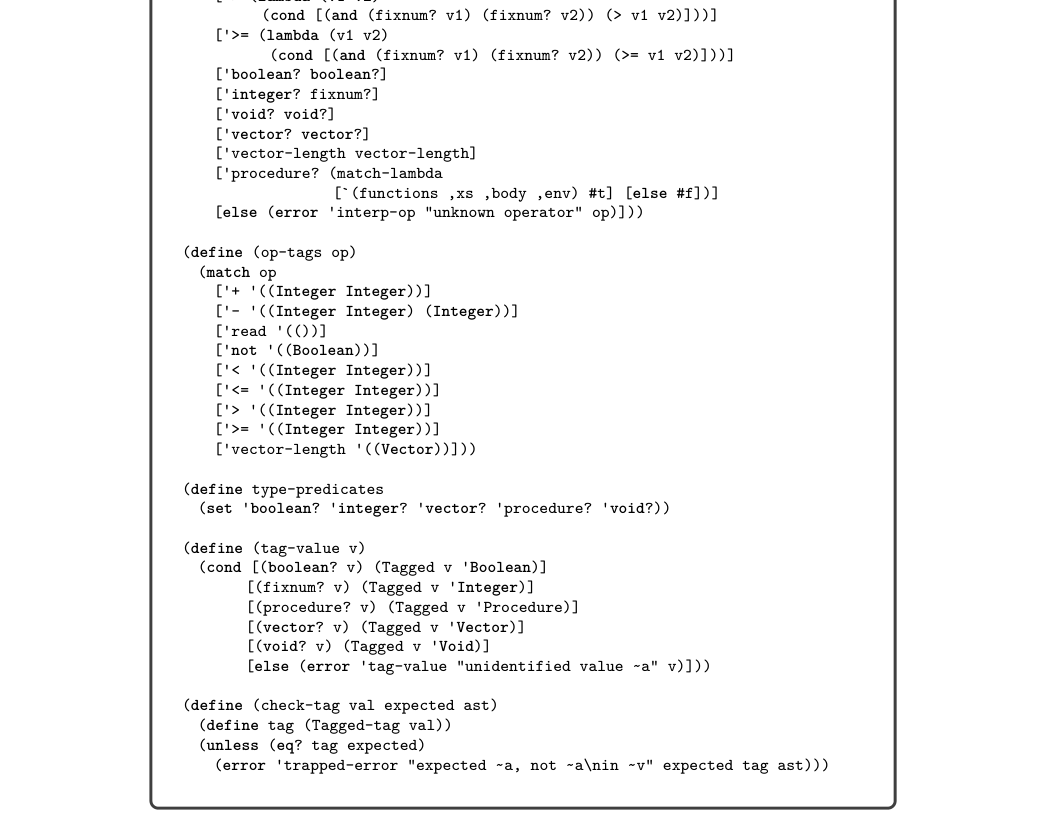 (cond [(and (fixnum? v1) (fixnum? v2)) (> v1 v2)]))]
['>= (lambda (v1 v2)
(cond [(and (fixnum? v1) (fixnum? v2)) (>= v1 v2)]))]
['boolean? boolean?]
['integer? fixnum?]
['void? void?]
['vector? vector?]
['vector-length vector-length]
['procedure? (match-lambda
[`(functions ,xs ,body ,env) #t] [else #f])]
[else (error 'interp-op "unknown operator" op)]))
(define (op-tags op)
(match op
['+ '((Integer Integer))]
['- '((Integer Integer) (Integer))]
['read '(())]
['not '((Boolean))]
['< '((Integer Integer))]
['<= '((Integer Integer))]
['> '((Integer Integer))]
['>= '((Integer Integer))]
['vector-length '((Vector))]))
(define type-predicates
(set 'boolean? 'integer? 'vector? 'procedure? 'void?))
(define (tag-value v)
(cond [(boolean? v) (Tagged v 'Boolean)]
[(fixnum? v) (Tagged v 'Integer)]
[(procedure? v) (Tagged v 'Procedure)]
[(vector? v) (Tagged v 'Vector)]
[(void? v) (Tagged v 'Void)]
[else (error 'tag-value "unidentified value ~a" v)]))
(define (check-tag val expected ast)
(define tag (Tagged-tag val))
(unless (eq? tag expected)
(error 'trapped-error "expected ~a, not ~a\nin ~v" expected tag ast)))